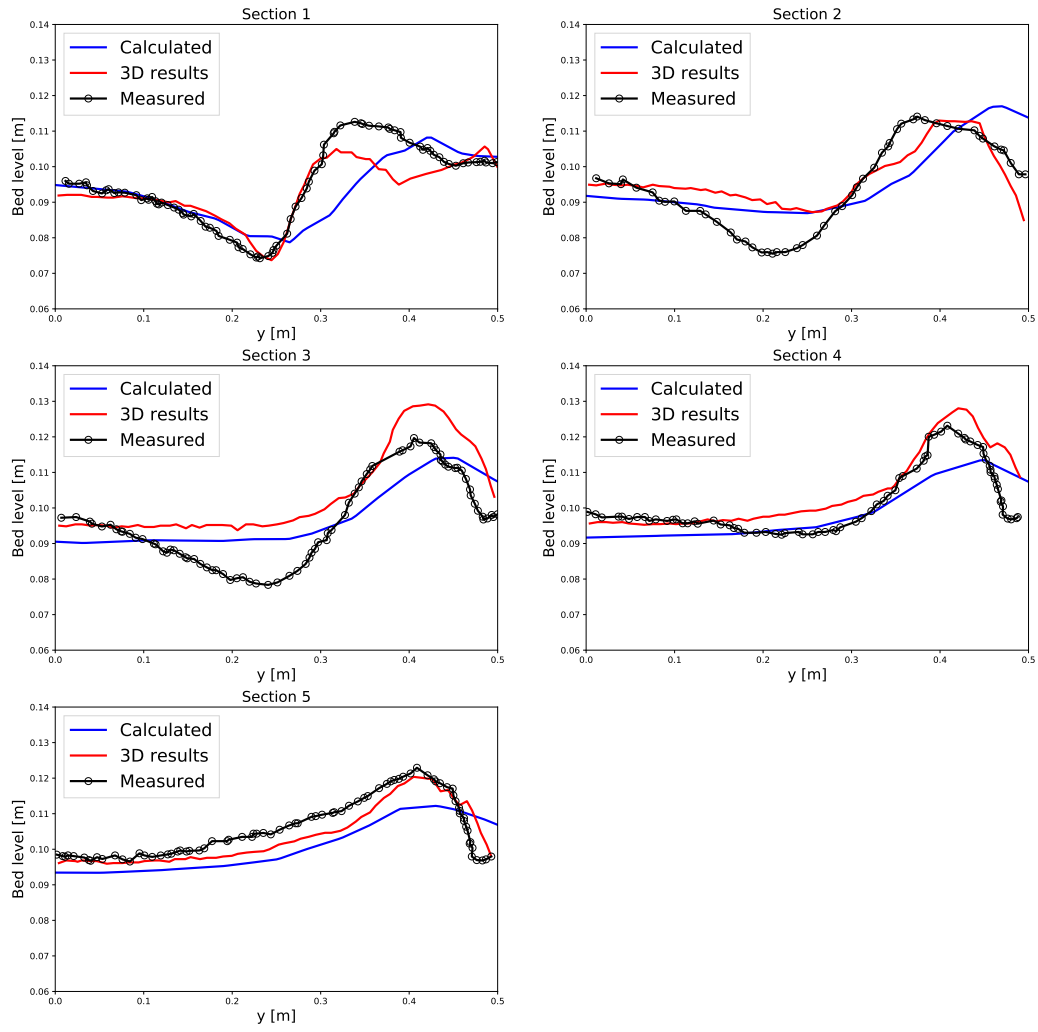 Section 1
0.14
0.13
0.12
0.11
0.10
0.09
0.08
0.07
0.06
Bed level [m]
Calculated
3D results
Measured
0.0 0.1 0.2 0.3 0.4 0.5
y [m]
Section 2
0.14
0.13
0.12
0.11
0.10
0.09
0.08
0.07
0.06
Bed level [m]
Calculated
3D results
Measured
0.0 0.1 0.2 0.3 0.4 0.5
y [m]
Section 3
0.14
0.13
0.12
0.11
0.10
0.09
0.08
0.07
0.06
Bed level [m]
Calculated
3D results
Measured
0.0 0.1 0.2 0.3 0.4 0.5
y [m]
Section 4
0.14
0.13
0.12
0.11
0.10
0.09
0.08
0.07
0.06
Bed level [m]
Calculated
3D results
Measured
0.0 0.1 0.2 0.3 0.4 0.5
y [m]
Section 5
0.14
0.13
0.12
0.11
0.10
0.09
0.08
0.07
0.06
Bed level [m]
Calculated
3D results
Measured
0.0 0.1 0.2 0.3 0.4 0.5
y [m]